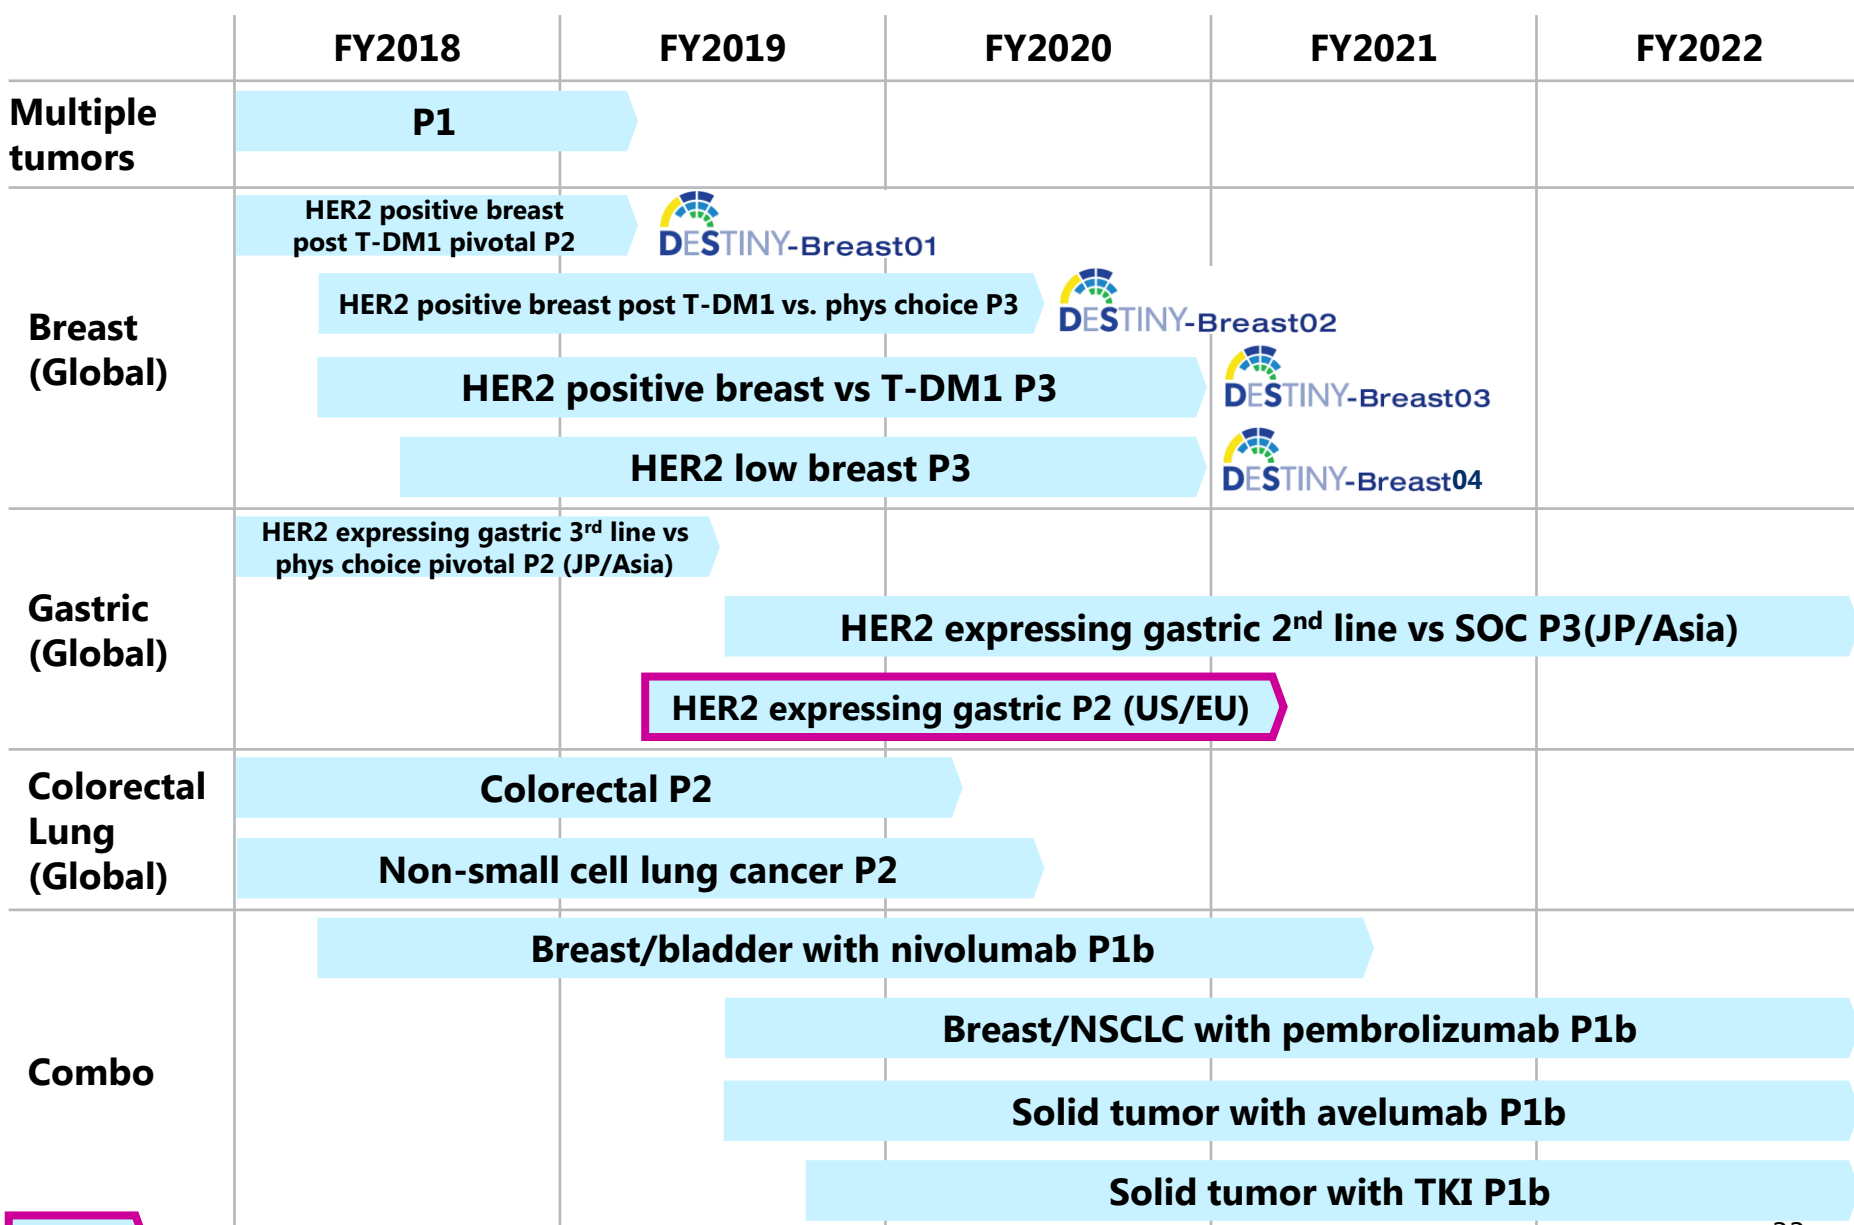 FY2018 FY2019 FY2020 FY2021 FY2022
Multiple
tumors
P1
Breast
(Global)
HER2 positive breast
post T-DM1 pivotal P2
DESTINY-Breast01
HER2 positive breast post T-DM1 vs. phys choice P3
DESTINY-Breast02
HER2 positive breast vs T-DM1 P3
DESTINY-Breast03
HER2 low breast P3
DESTINY-Breast04
Gastric
(Global)
HER2 expressing gastric 3rd line vs
phys choice pivotal P2 (JP/Asia)
HER2 expressing gastric 2nd line vs SOC P3(JP/Asia)
HER2 expressing gastric P2 (US/EU)
Colorectal
Lung
(Global)
Colorectal P2
Non-small cell lung cancer P2
Combo
Breast/bladder with nivolumab P1b
Breast/NSCLC with pembrolizumab P1b
Solid tumor with avelumab P1b
Solid tumor with TKI P1b